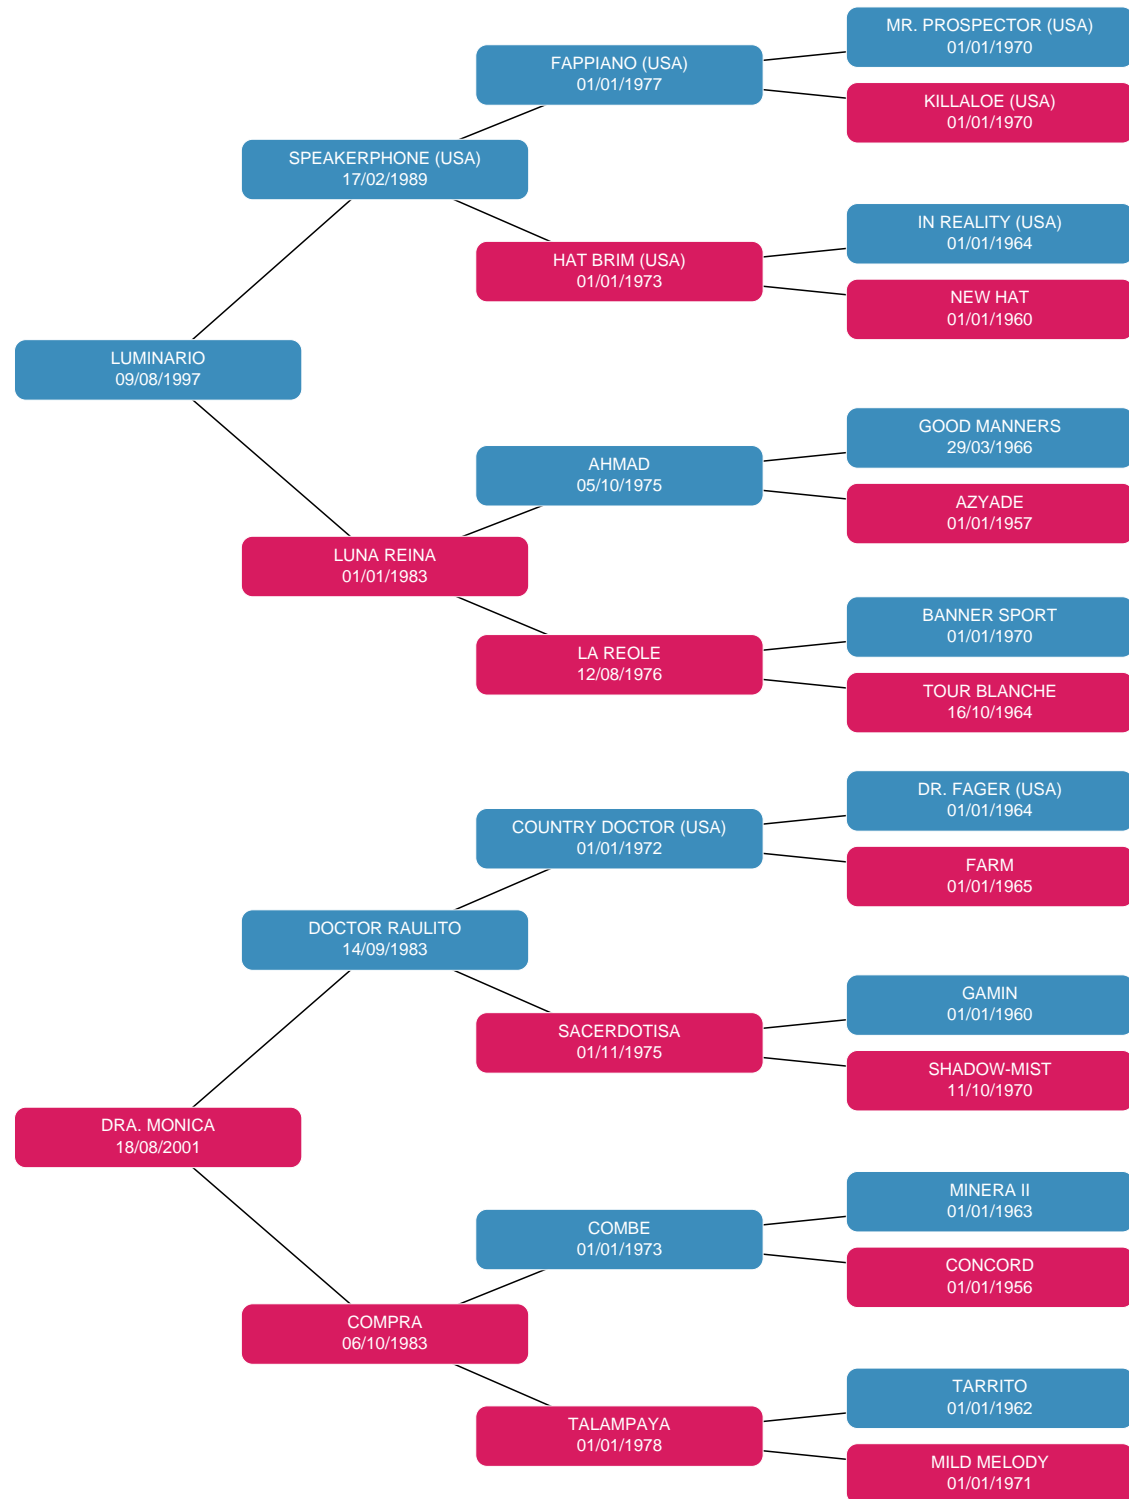 MR. PROSPECTOR (USA)
01/01/1970
FAPPIANO (USA)
01/01/1977
KILLALOE (USA)
01/01/1970
SPEAKERPHONE (USA)
17/02/1989
IN REALITY (USA)
01/01/1964
HAT BRIM (USA)
01/01/1973
NEW HAT
01/01/1960
LUMINARIO
09/08/1997
GOOD MANNERS
29/03/1966
AHMAD
05/10/1975
AZYADE
01/01/1957
LUNA REINA
01/01/1983
BANNER SPORT
01/01/1970
LA REOLE
12/08/1976
TOUR BLANCHE
16/10/1964
DR. FAGER (USA)
01/01/1964
COUNTRY DOCTOR (USA)
01/01/1972
FARM
01/01/1965
DOCTOR RAULITO
14/09/1983
GAMIN
01/01/1960
SACERDOTISA
01/11/1975
SHADOW-MIST
11/10/1970
DRA. MONICA
18/08/2001
MINERA II
01/01/1963
COMBE
01/01/1973
CONCORD
01/01/1956
COMPRA
06/10/1983
TARRITO
01/01/1962
TALAMPAYA
01/01/1978
MILD MELODY
01/01/1971